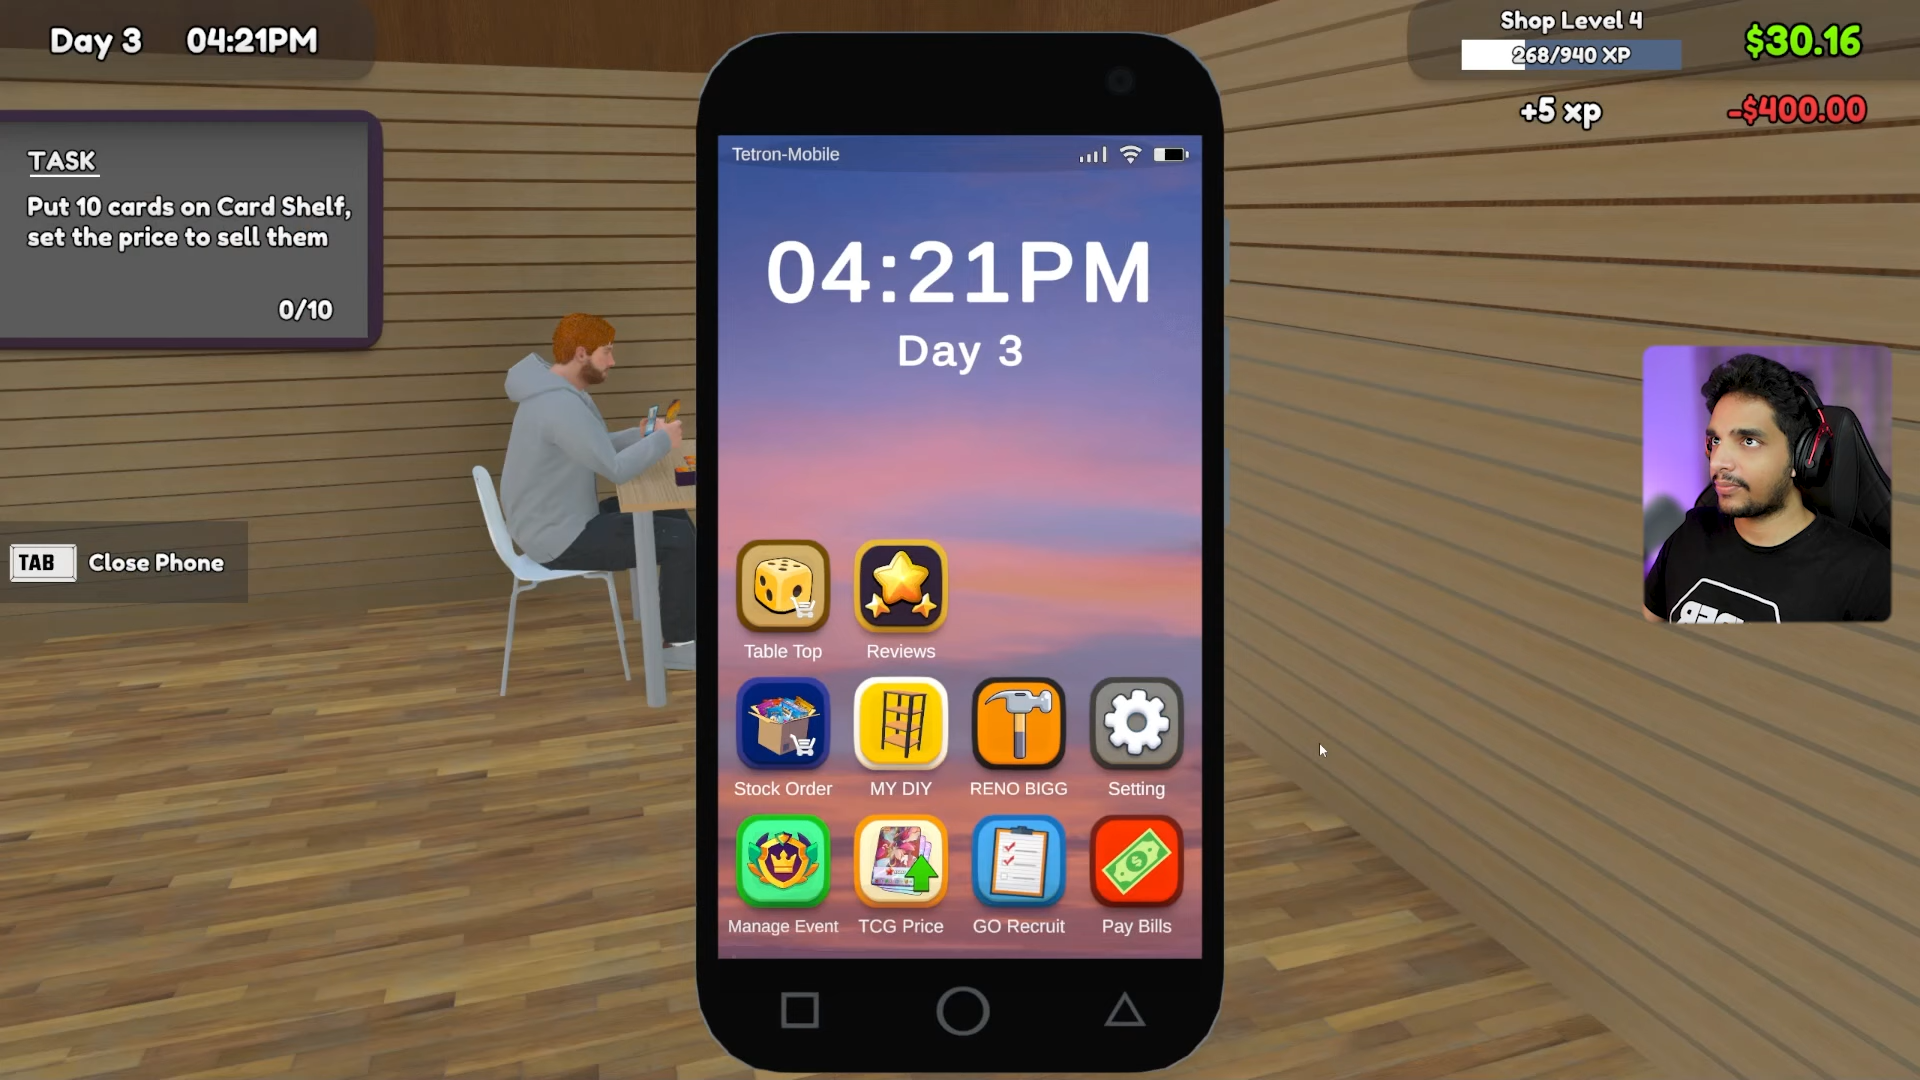 Day 3 04:21PM
Shop Level 4
268/940 XP
$30.16
+5 xp
-$400.00
TASK
Put 10 cards on Card Shelf,
set the price to sell them
0/10
TAB Close Phone
Tetron-Mobile
04:21PM
Day 3
Table Top
Reviews
Stock Order
MY DIY
RENO BIGG
Setting
Manage Event
TCG Price
GO Recruit
Pay Bills